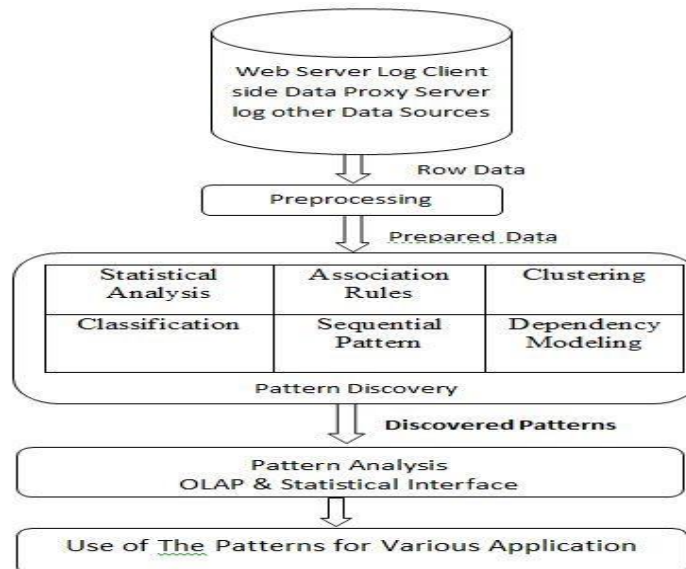 Web Server Log Client
side Data Proxy Server
log other Data Sources
Row Data
Preprocessing
Prepared Data
Statistical
Analysis
Association
Rules
Clustering
Classification
Sequential
Pattern
Dependency
Modeling
Pattern Discovery
Discovered Patterns
Pattern Analysis
OLAP & Statistical Interface
Use of The Patterns for Various Application